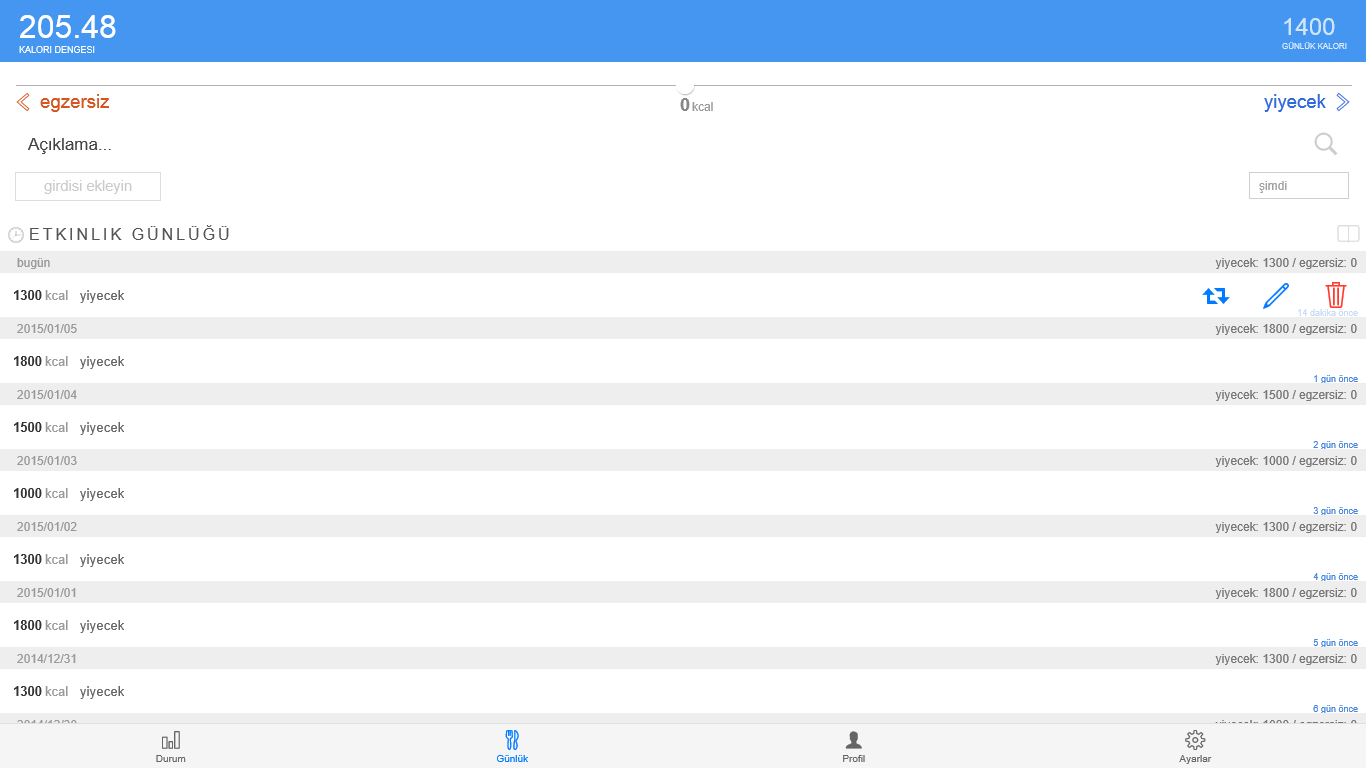 205.48
KALORI DENGESI
1400
GÜNLÜK KALORI
egzersiz
0 kcal
yiyecek
Açıklama...
girdisi ekleyin
şimdi
ETKINLIK GÜNLÜĞÜ
bugün yiyecek: 1300 / egzersiz: 0
1300 kcal yiyecek
14 dakika önce
2015/01/05 yiyecek: 1800 / egzersiz: 0
1800 kcal yiyecek
1 gün önce
2015/01/04 yiyecek: 1500 / egzersiz: 0
1500 kcal yiyecek
2 gün önce
2015/01/03 yiyecek: 1000 / egzersiz: 0
1000 kcal yiyecek
3 gün önce
2015/01/02 yiyecek: 1300 / egzersiz: 0
1300 kcal yiyecek
4 gün önce
2015/01/01 yiyecek: 1800 / egzersiz: 0
1800 kcal yiyecek
5 gün önce
2014/12/31 yiyecek: 1300 / egzersiz: 0
1300 kcal yiyecek
6 gün önce
Durum
Günlük
Profil
Ayarlar